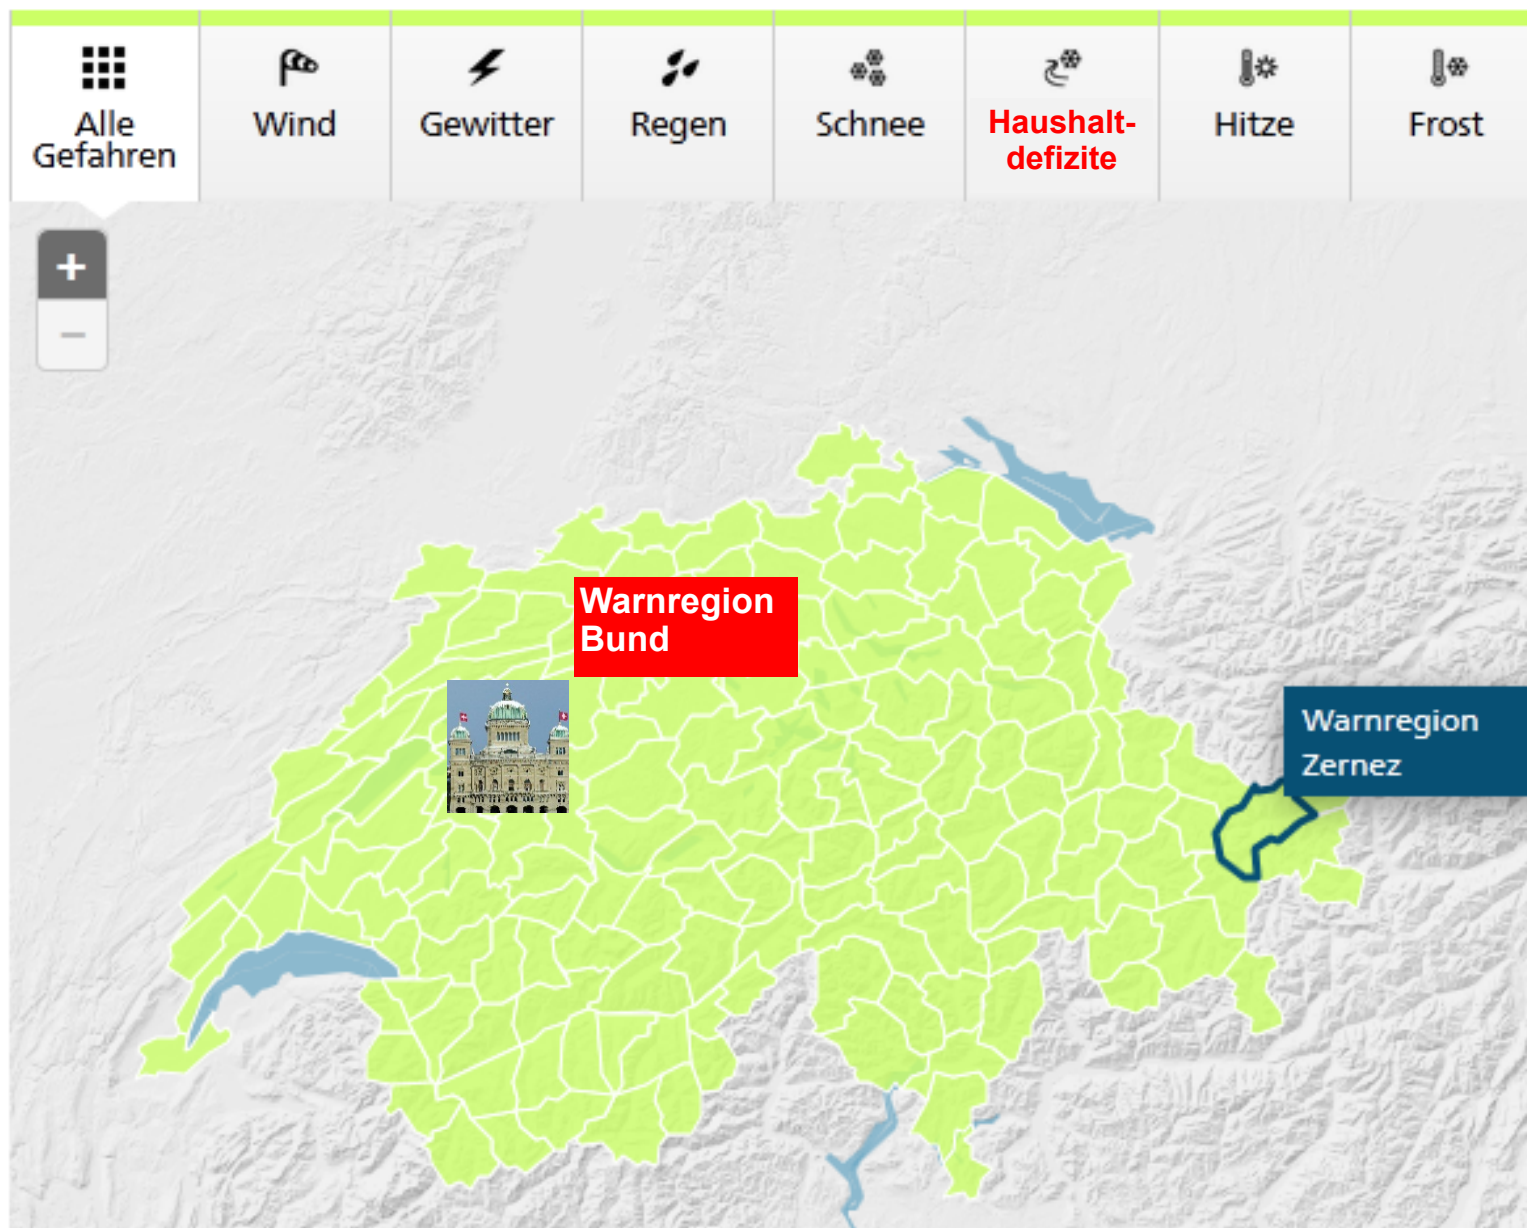 Alle
Gefahren
Wind
Gewitter
Regen
Schnee
Haushalt-
defizite
Hitze
Frost
+
−
Warnregion
Bund
Warnregion
Zernez